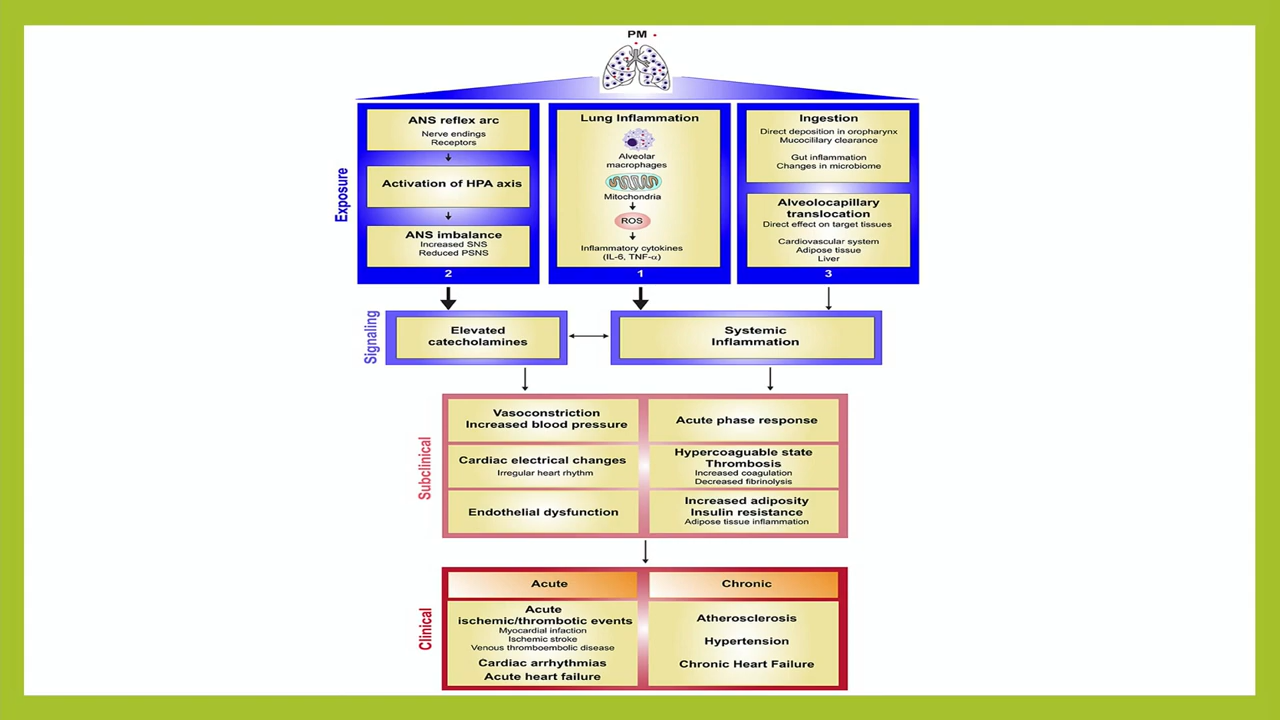 PM
Exposure
ANS reflex arc
Nerve endings
Receptors
Activation of HPA axis
ANS imbalance
Increased SNS
Reduced PSNS
2
Lung Inflammation
Alveolar
macrophages
Mitochondria
ROS
Inflammatory cytokines
(IL-6, TNF-α)
1
Ingestion
Direct deposition in oropharynx
Mucociliary clearance
Gut inflammation
Changes in microbiome
Alveolocapillary
translocation
Direct effect on target tissues
Cardiovascular system
Adipose tissue
Liver
3
Signaling
Elevated
catecholamines
Systemic
Inflammation
Subclinical
Vasoconstriction
Increased blood pressure
Cardiac electrical changes
Irregular heart rhythm
Endothelial dysfunction
Acute phase response
Hypercoaguable state
Thrombosis
Increased coagulation
Decreased fibrinolysis
Increased adiposity
Insulin resistance
Adipose tissue inflammation
Clinical
Acute
Acute
ischemic/thrombotic events
Myocardial infaction
Ischemic stroke
Venous thromboembolic disease
Cardiac arrhythmias
Acute heart failure
Chronic
Atherosclerosis
Hypertension
Chronic Heart Failure